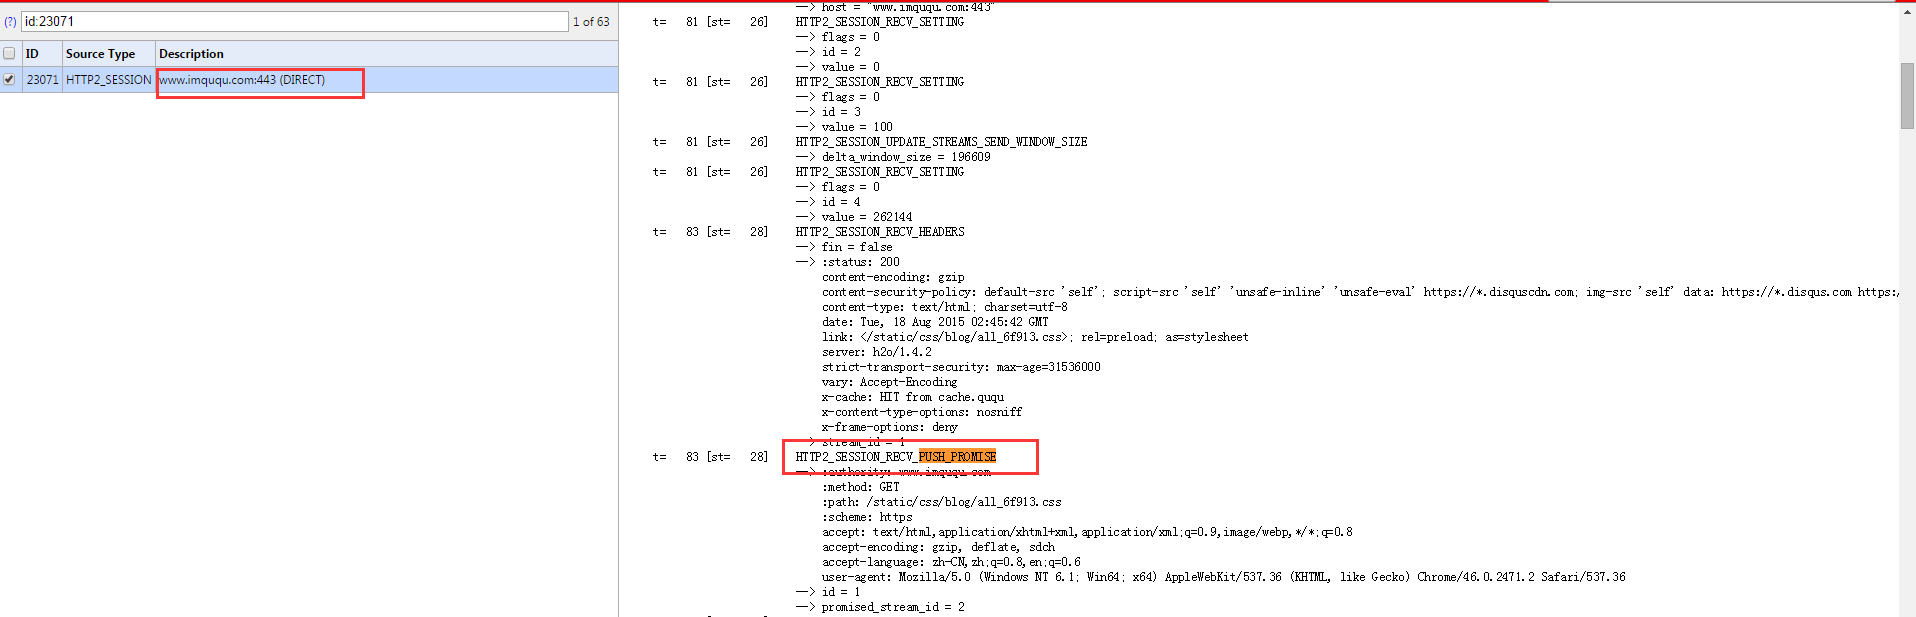 (?) id:23071 1 of 63
ID Source Type Description
23071 HTTP2_SESSION www.imququ.com:443 (DIRECT)
--> host = "www.imququ.com:443"
t= 81 [st= 26] HTTP2_SESSION_RECV_SETTING
--> flags = 0
--> id = 2
--> value = 0
t= 81 [st= 26] HTTP2_SESSION_RECV_SETTING
--> flags = 0
--> id = 3
--> value = 100
t= 81 [st= 26] HTTP2_SESSION_UPDATE_STREAMS_SEND_WINDOW_SIZE
--> delta_window_size = 196609
t= 81 [st= 26] HTTP2_SESSION_RECV_SETTING
--> flags = 0
--> id = 4
--> value = 262144
t= 83 [st= 28] HTTP2_SESSION_RECV_HEADERS
--> fin = false
--> :status: 200
content-encoding: gzip
content-security-policy: default-src 'self'; script-src 'self' 'unsafe-inline' 'unsafe-eval' https://*.disquscdn.com; img-src 'self' data: https://*.disqus.com https:/
content-type: text/html; charset=utf-8
date: Tue, 18 Aug 2015 02:45:42 GMT
link: </static/css/blog/all_6f913.css>; rel=preload; as=stylesheet
server: h2o/1.4.2
strict-transport-security: max-age=31536000
vary: Accept-Encoding
x-cache: HIT from cache.ququ
x-content-type-options: nosniff
x-frame-options: deny
--> stream_id = 1
t= 83 [st= 28] HTTP2_SESSION_RECV_PUSH_PROMISE
--> :authority: www.imququ.com
:method: GET
:path: /static/css/blog/all_6f913.css
:scheme: https
accept: text/html,application/xhtml+xml,application/xml;q=0.9,image/webp,*/*;q=0.8
accept-encoding: gzip, deflate, sdch
accept-language: zh-CN,zh;q=0.8,en;q=0.6
user-agent: Mozilla/5.0 (Windows NT 6.1; Win64; x64) AppleWebKit/537.36 (KHTML, like Gecko) Chrome/46.0.2471.2 Safari/537.36
--> id = 1
--> promised_stream_id = 2